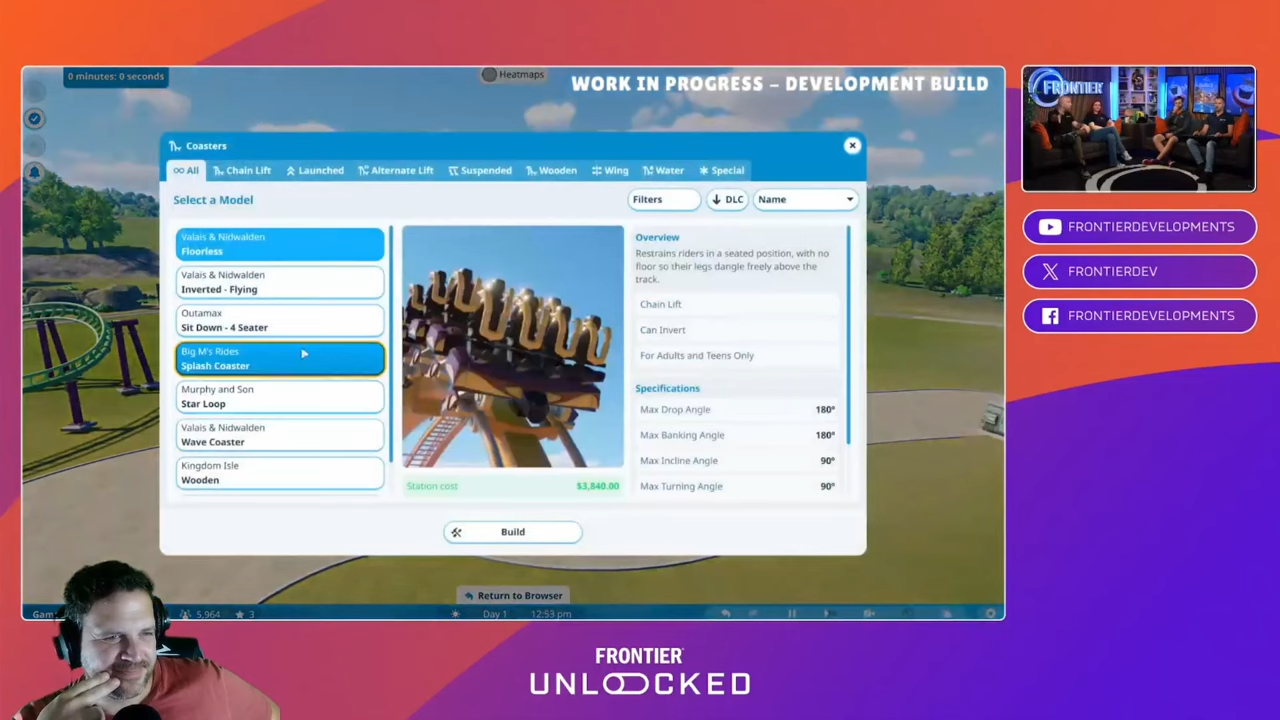 0 minutes: 0 seconds
Heatmaps
WORK IN PROGRESS – DEVELOPMENT BUILD
Coasters
All
Chain Lift
Launched
Alternate Lift
Suspended
Wooden
Wing
Water
Special
Select a Model
Filters
DLC
Name
Valais & Nidwalden
Floorless
Valais & Nidwalden
Inverted - Flying
Outamax
Sit Down - 4 Seater
Big M's Rides
Splash Coaster
Murphy and Son
Star Loop
Valais & Nidwalden
Wave Coaster
Kingdom Isle
Wooden
Station cost
$3,840.00
Overview
Restrains riders in a seated position, with no
floor so their legs dangle freely above the
track.
Chain Lift
Can Invert
For Adults and Teens Only
Specifications
Max Drop Angle
180°
Max Banking Angle
180°
Max Incline Angle
90°
Max Turning Angle
90°
Build
Return to Browser
5,964
3
Day 1
12:53 pm
FRONTIER
FRONTIERDEVELOPMENTS
FRONTIERDEV
FRONTIERDEVELOPMENTS
FRONTIER
UNLOCKED